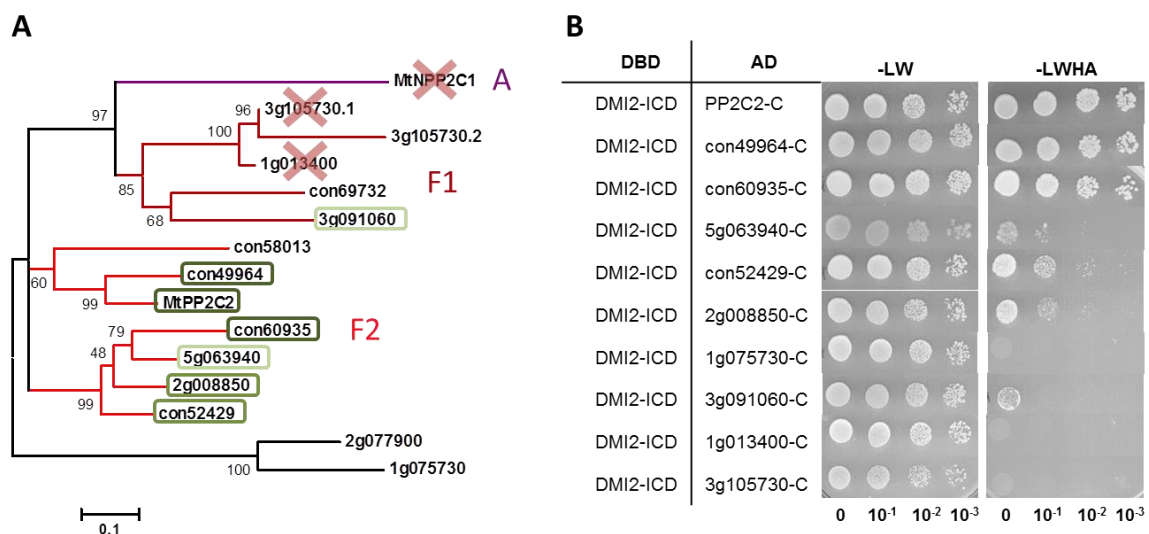 A
MtNPP2C1
A
97
3g105730.1
96
3g105730.2
100
1g013400
F1
85
con69732
68
3g091060
con58013
con49964
60
99
MtPP2C2
con60935
79
F2
48
5g063940
2g008850
99
con52429
2g077900
100
1g075730
0.1
B
DBD AD -LW -LWHA
DMI2-ICD PP2C2-C
DMI2-ICD con49964-C
DMI2-ICD con60935-C
DMI2-ICD 5g063940-C
DMI2-ICD con52429-C
DMI2-ICD 2g008850-C
DMI2-ICD 1g075730-C
DMI2-ICD 3g091060-C
DMI2-ICD 1g013400-C
DMI2-ICD 3g105730-C
0 10⁻¹ 10⁻² 10⁻³ 0 10⁻¹ 10⁻² 10⁻³